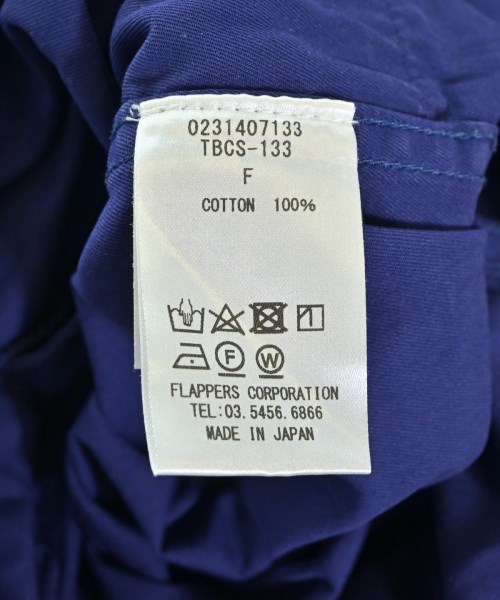 0231407133
TBCS-133
F
COTTON 100%
F W
FLAPPERS CORPORATION
TEL:03.5456.6866
MADE IN JAPAN